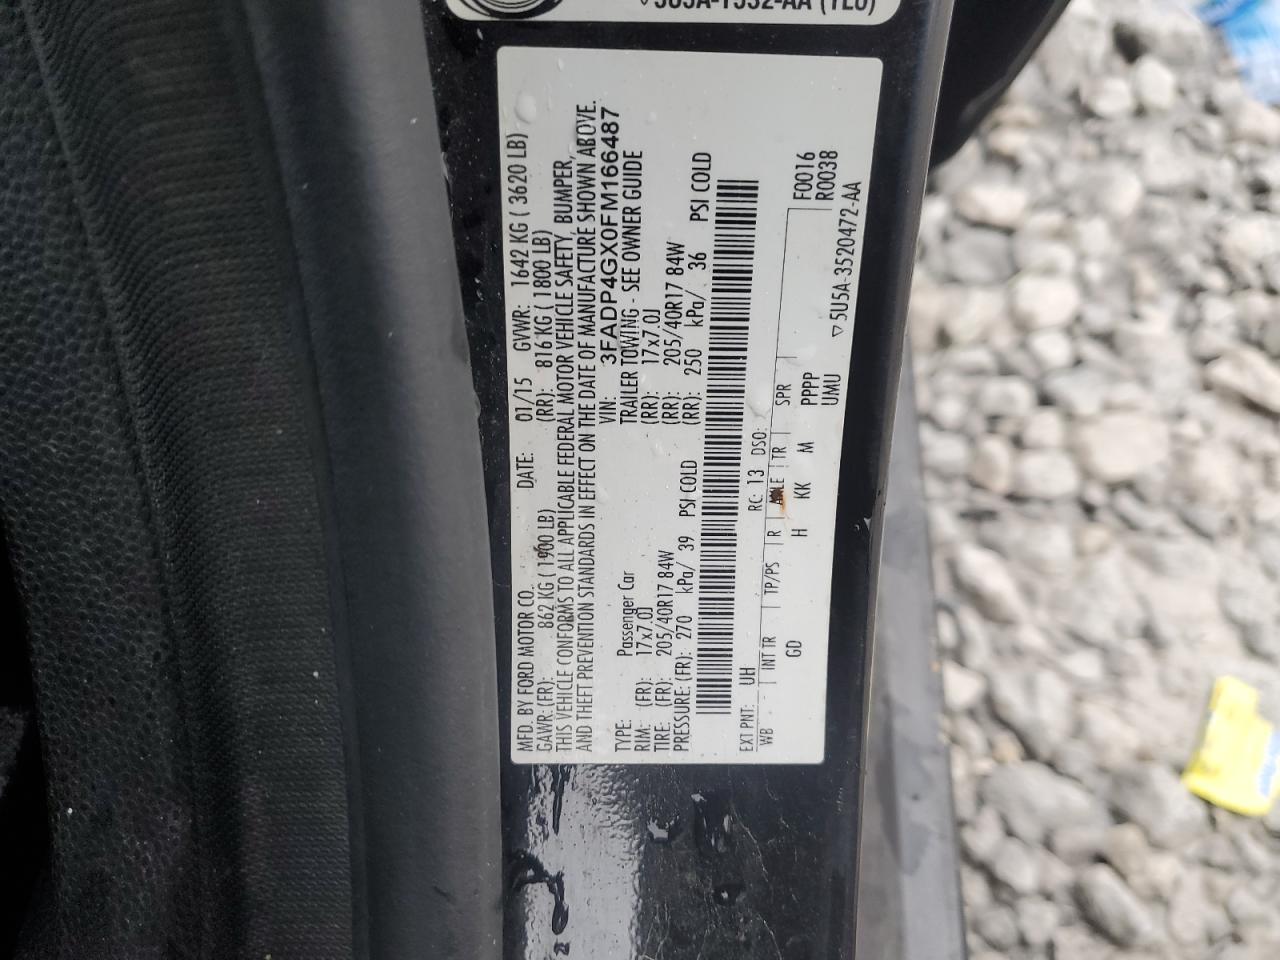 ▽5U5A-1532-AA (TL0)
MFD. BY FORD MOTOR CO. DATE: 01/15 GVWR: 1642 KG ( 3620 LB)
GAWR: (FR): 862 KG ( 1900 LB) (RR): 816 KG ( 1800 LB)
THIS VEHICLE CONFORMS TO ALL APPLICABLE FEDERAL MOTOR VEHICLE SAFETY, BUMPER,
AND THEFT PREVENTION STANDARDS IN EFFECT ON THE DATE OF MANUFACTURE SHOWN ABOVE.
VIN: 3FADP4GX0FM166487
TYPE: Passenger Car TRAILER TOWING - SEE OWNER GUIDE
RIM: (FR): 17x7.0J (RR): 17x7.0J
TIRE: (FR): 205/40R17 84W (RR): 205/40R17 84W
PRESSURE: (FR): 270 kPa/ 39 PSI COLD (RR): 250 kPa/ 36 PSI COLD
EXT PNT: UH RC: 13 DSO:
WB INT TR TP/PS R AXLE TR SPR F0016
GD H KK M PPPP R0038
UMU ▽5U5A-3520472-AA